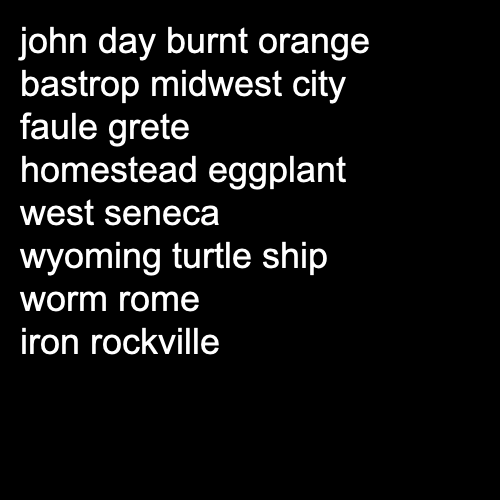 john day burnt orange
bastrop midwest city
faule grete
homestead eggplant
west seneca
wyoming turtle ship
worm rome
iron rockville